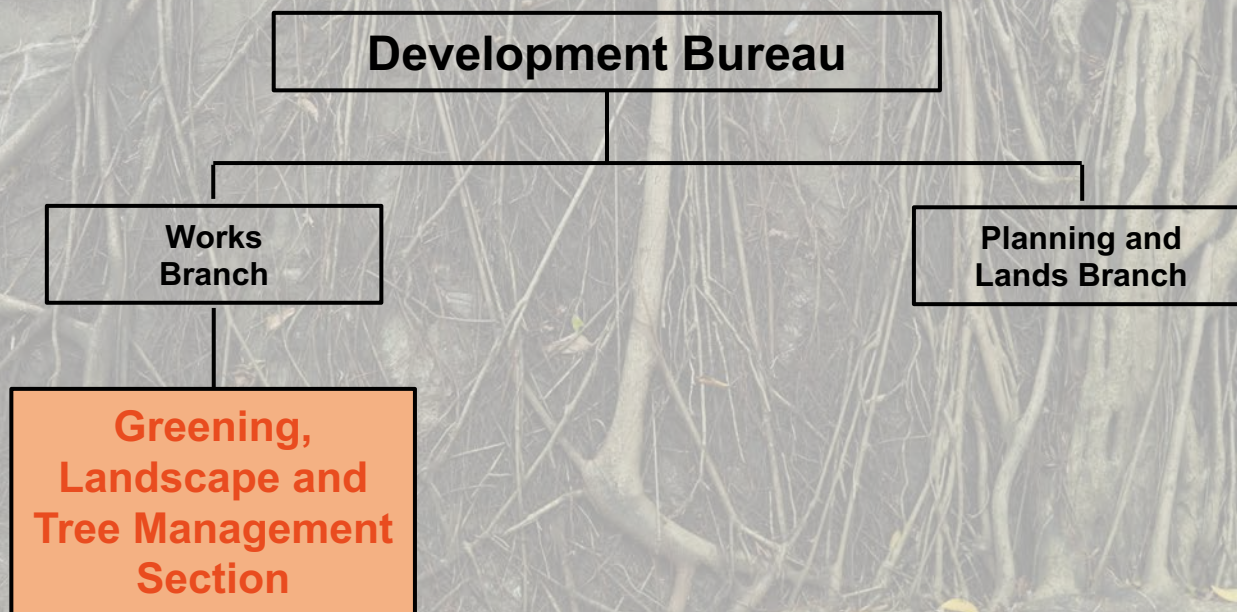 Development Bureau
Works
Branch
Planning and
Lands Branch
Greening,
Landscape and
Tree Management
Section